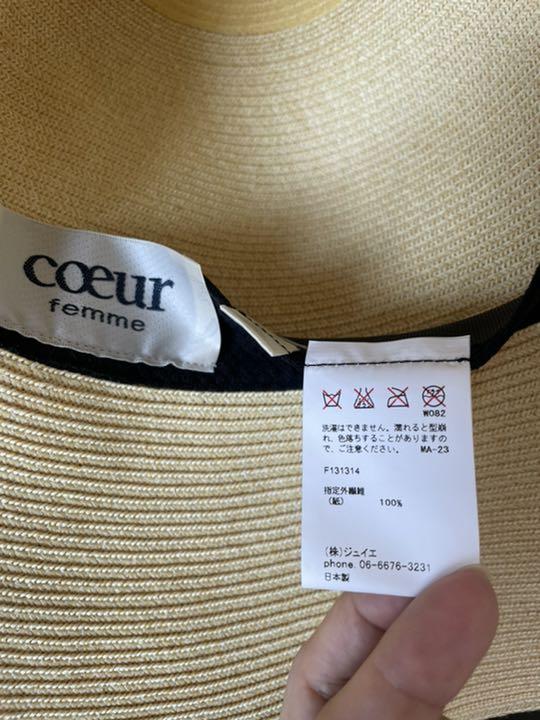 cœur
femme
W082
洗濯はできません。濡れると型崩
れ、色落ちすることがありますの
で、ご注意ください。 MA-23
F131314
指定外繊維
(紙) 100%
(株)ジュイエ
phone.06-6676-3231
日本製